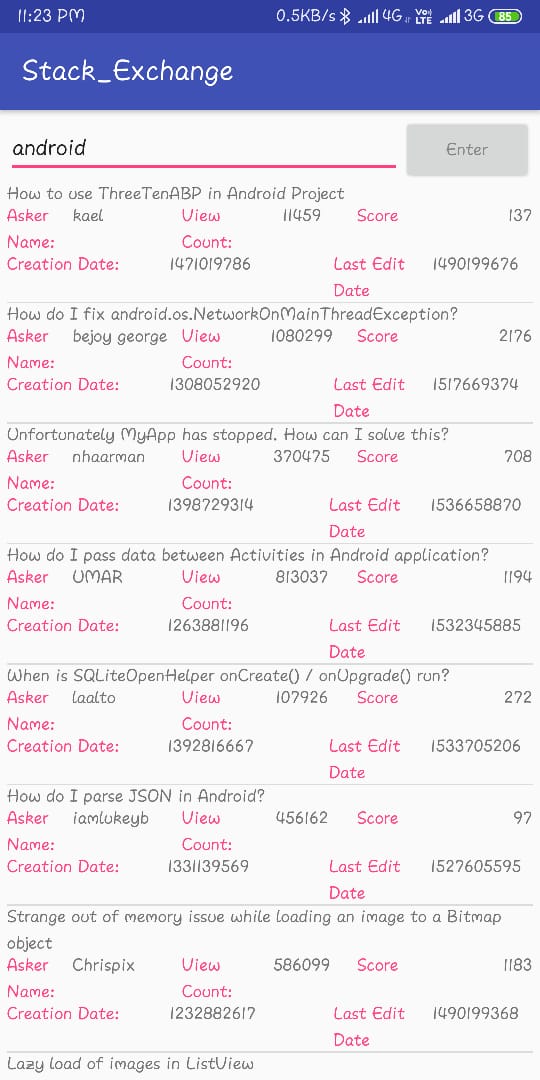 11:23 PM 0.5KB/s 4G VoLTE 3G 85
Stack_Exchange
android Enter
How to use ThreeTenABP in Android Project
Asker kael View 11459 Score 137
Name: Count:
Creation Date: 1471019786 Last Edit 1490199676
Date
How do I fix android.os.NetworkOnMainThreadException?
Asker bejoy george View 1080299 Score 2176
Name: Count:
Creation Date: 1308052920 Last Edit 1517669374
Date
Unfortunately MyApp has stopped. How can I solve this?
Asker nhaarman View 370475 Score 708
Name: Count:
Creation Date: 1398729314 Last Edit 1536658870
Date
How do I pass data between Activities in Android application?
Asker UMAR View 813037 Score 1194
Name: Count:
Creation Date: 1263881196 Last Edit 1532345885
Date
When is SQLiteOpenHelper onCreate() / onUpgrade() run?
Asker laalto View 107926 Score 272
Name: Count:
Creation Date: 1392816667 Last Edit 1533705206
Date
How do I parse JSON in Android?
Asker iamlukeyb View 456162 Score 97
Name: Count:
Creation Date: 1331139569 Last Edit 1527605595
Date
Strange out of memory issue while loading an image to a Bitmap
object
Asker Chrispix View 586099 Score 1183
Name: Count:
Creation Date: 1232882617 Last Edit 1490199368
Date
Lazy load of images in ListView